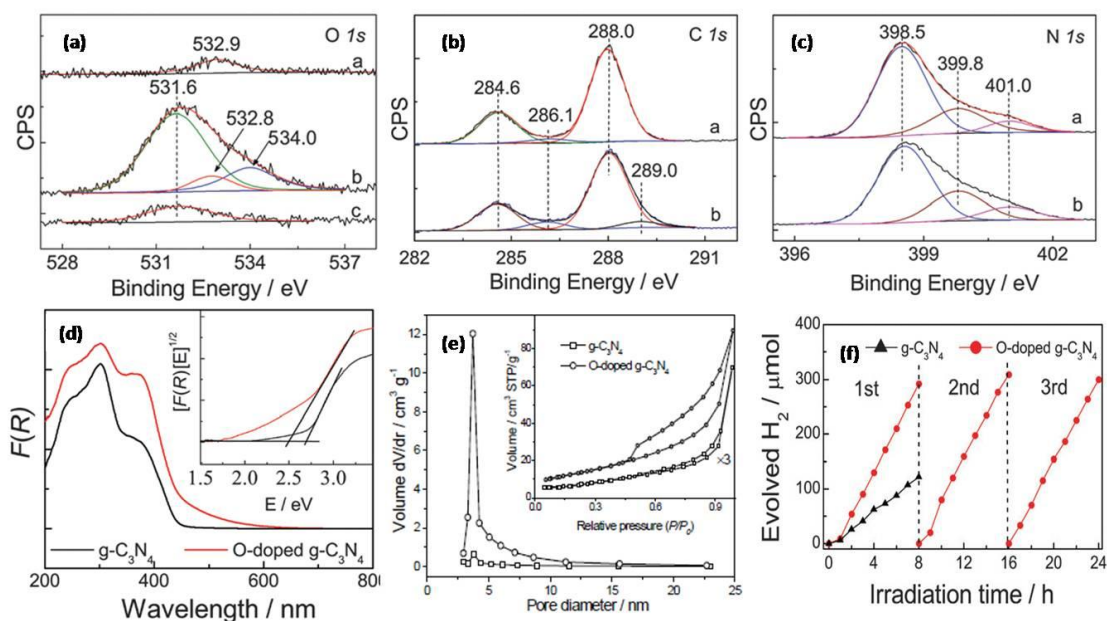 (a)
O 1s
532.9
a
531.6
532.8
534.0
b
c
CPS
528 531 534 537
Binding Energy / eV
(b)
C 1s
288.0
284.6
286.1
a
289.0
b
CPS
282 285 288 291
Binding Energy / eV
(c)
N 1s
398.5
399.8
401.0
a
b
CPS
396 399 402
Binding Energy / eV
(d)
F(R)
[F(R)[E]^1/2
1.5 2.0 2.5 3.0
E / eV
g-C₃N₄ O-doped g-C₃N₄
200 400 600 800
Wavelength / nm
(e)
Volume dV/dr / cm³ g⁻¹
12
10
8
6
4
2
0
g-C₃N₄
O-doped g-C₃N₄
Volume / cm³ STP/g⁻¹
80
60
40
20
0
×3
0.3 0.6 0.9
Relative pressure (P/P₀)
0 5 10 15 20 25
Pore diameter / nm
(f)
Evolved H₂ / μmol
400
300
200
100
0
g-C₃N₄ O-doped g-C₃N₄
1st 2nd 3rd
0 4 8 12 16 20 24
Irradiation time / h